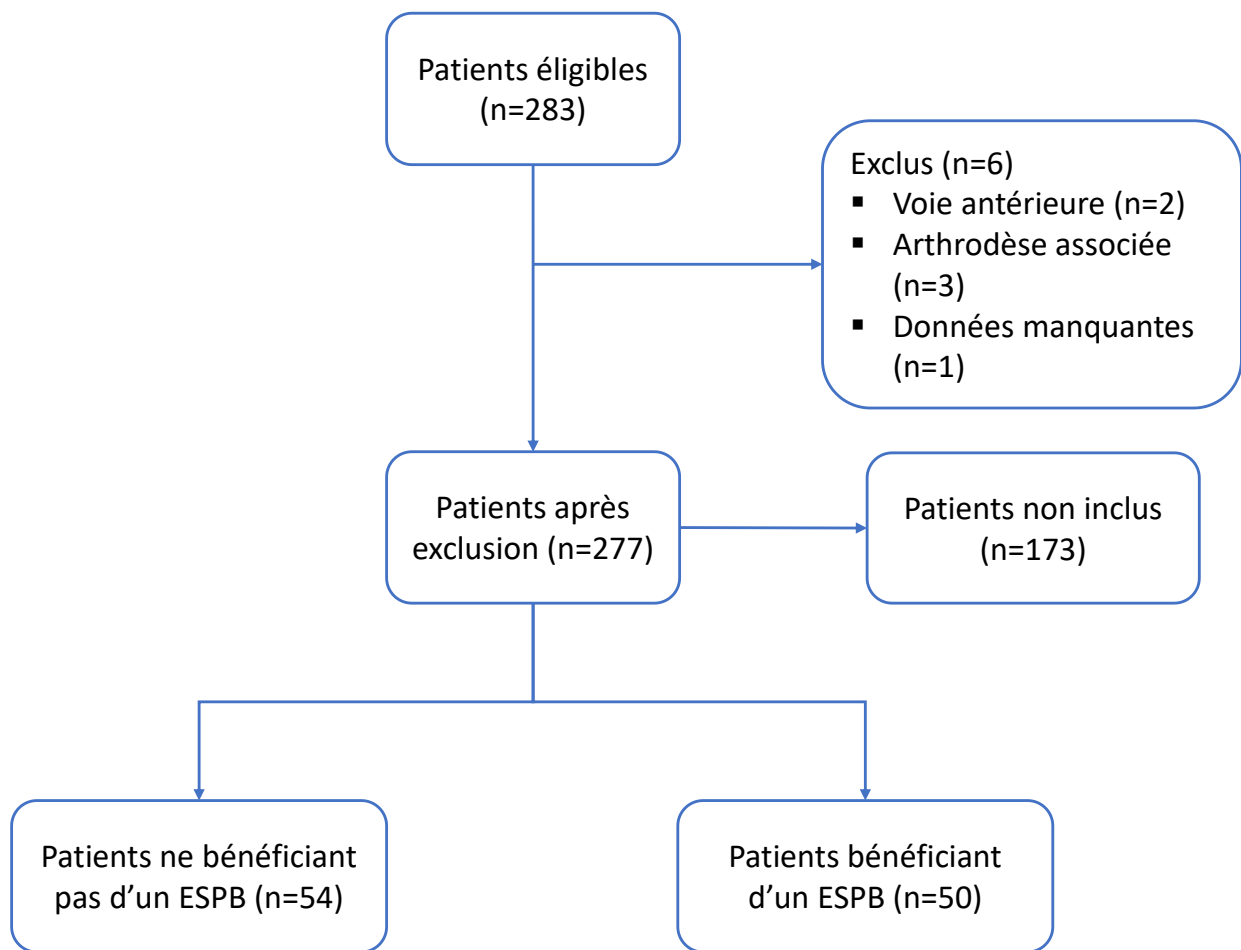 Patients éligibles
(n=283)
Exclus (n=6)
▪ Voie antérieure (n=2)
▪ Arthrodèse associée
(n=3)
▪ Données manquantes
(n=1)
Patients après
exclusion (n=277)
Patients non inclus
(n=173)
Patients ne bénéficiant
pas d’un ESPB (n=54)
Patients bénéficiant
d’un ESPB (n=50)